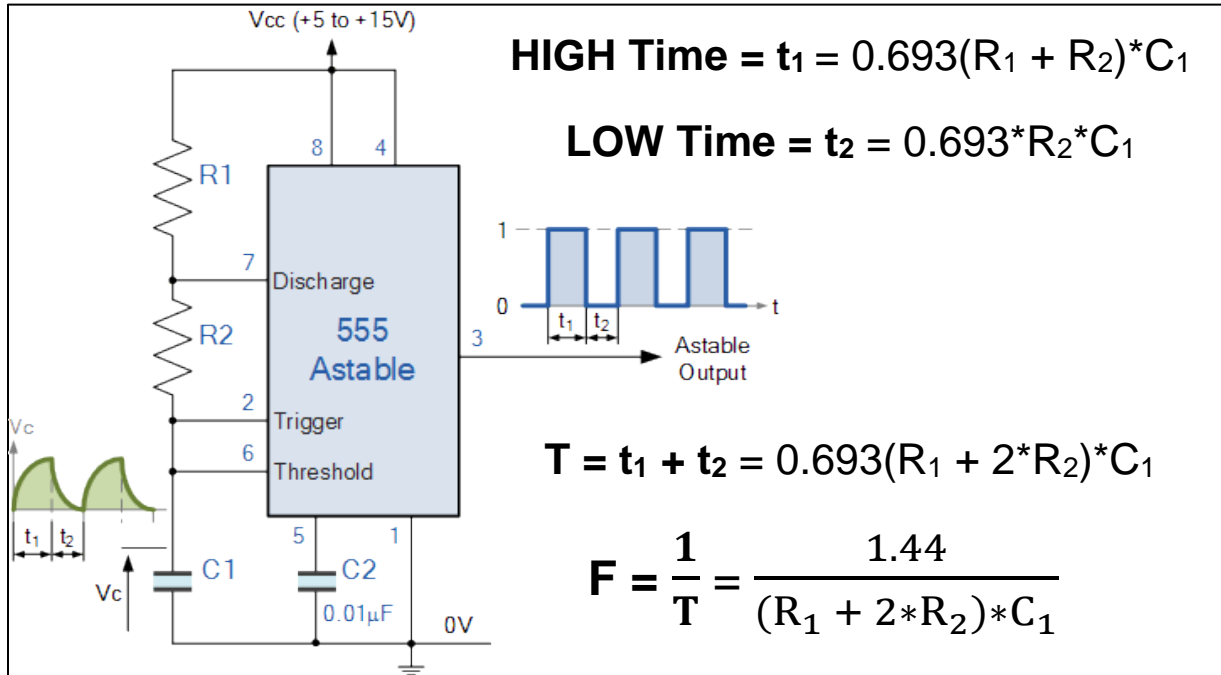 Vcc (+5 to +15V)
HIGH Time = t₁ = 0.693(R₁ + R₂)*C₁
LOW Time = t₂ = 0.693*R₂*C₁
8 4
R1
7
Discharge
R2
555
Astable
3
1
0
t
t₁ t₂
Astable
Output
2
Trigger
6
Threshold
Vc
t₁ t₂
T = t₁ + t₂ = 0.693(R₁ + 2*R₂)*C₁
5 1
Vc
C1
C2
0.01µF
0V
F = 1/T = 1.44/((R₁ + 2*R₂)*C₁)